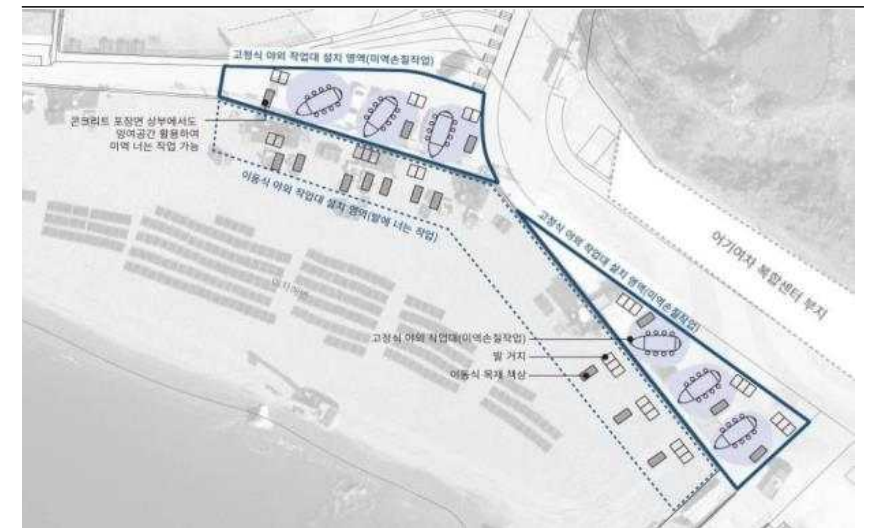 고정식 야외 작업대 설치 영역(미역손질작업)
콘크리트 포장면 상부에서도
잉여공간 활용하여
미역 너는 작업 가능
이동식 야외 작업대 설치 영역(발에 너는 작업)
고정식 야외 작업대 설치 영역(미역손질작업)
어기여차 복합센터 부지
고정식 야외 작업대(미역손질작업)
발 거치
이동식 목재 책상